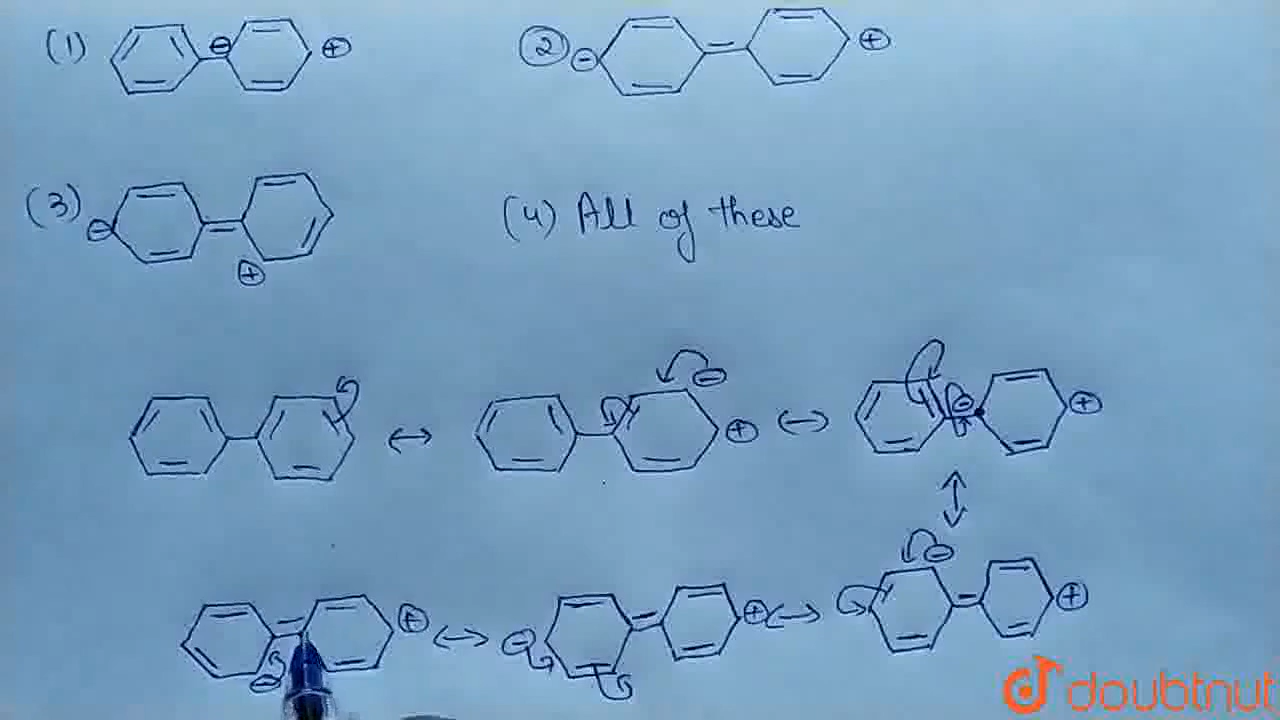 (1) ⊖ ⊕ (2) ⊖ ⊕
(3) ⊖ ⊕ (4) All of these
⊖ ⊕ ⊖ ⊕
⊖ ⊕ ⊖ ⊕ ⊖ ⊕
doubtnut